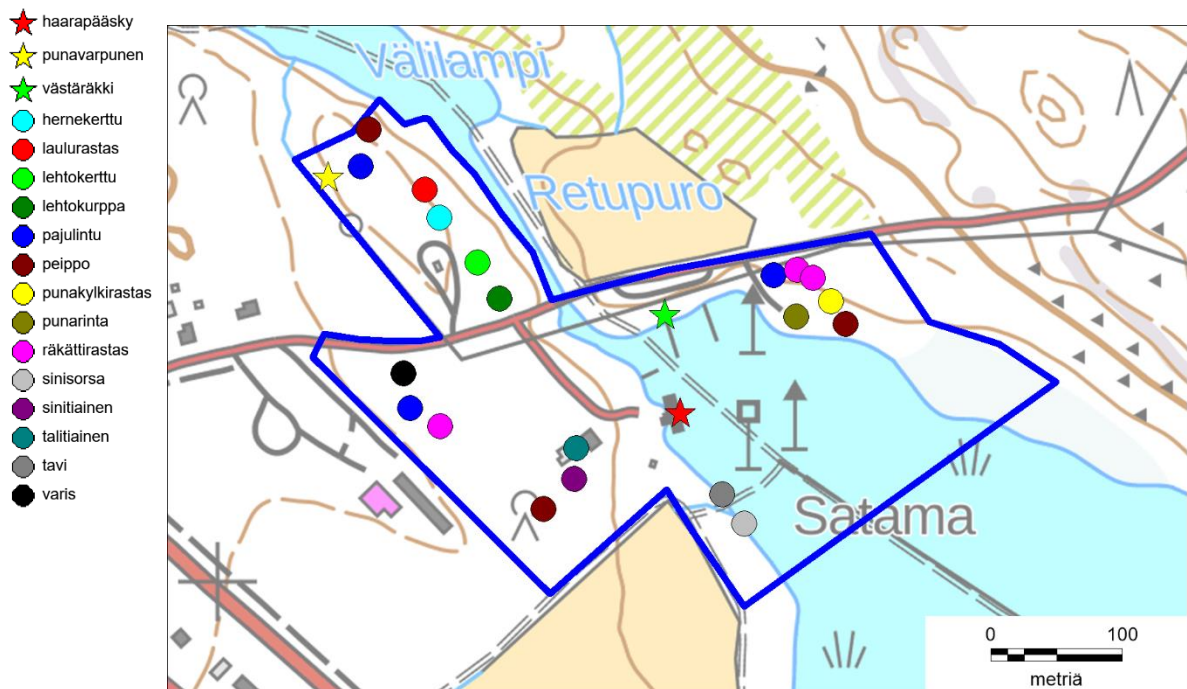 haarapääsky
punavarpunen
västäräkki
hernekerttu
laulurastas
lehtokerttu
lehtokurppa
pajulintu
peippo
punakylkirastas
punarinta
räkättirastas
sinisorsa
sinitiainen
talitiainen
tavi
varis
Välilampi
Retupuro
Satama
0 100
metriä